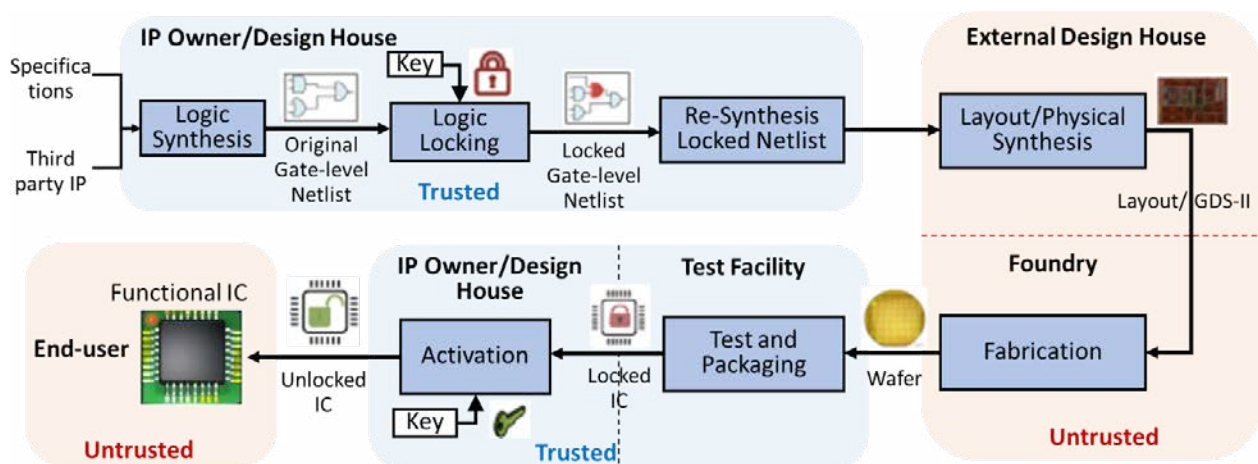 IP Owner/Design House
External Design House
Specifica
tions
Third
party IP
Logic
Synthesis
Original
Gate-level
Netlist
Key
Logic
Locking
Trusted
Locked
Gate-level
Netlist
Re-Synthesis
Locked Netlist
Layout/Physical
Synthesis
Layout/ GDS-II
Foundry
Fabrication
Untrusted
Wafer
Test Facility
Test and
Packaging
Locked
IC
IP Owner/Design
House
Activation
Key
Trusted
Unlocked
IC
Functional IC
End-user
Untrusted